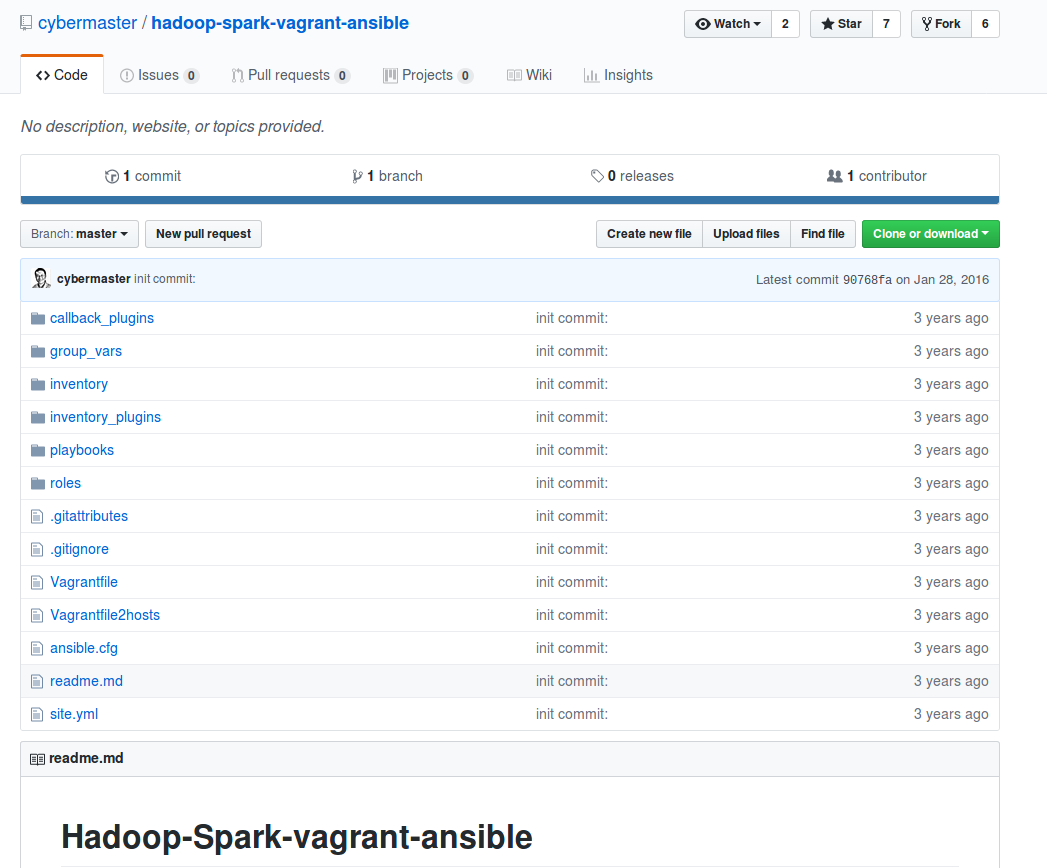 cybermaster / hadoop-spark-vagrant-ansible
Watch 2 Star 7 Fork 6
Code Issues 0 Pull requests 0 Projects 0 Wiki Insights
No description, website, or topics provided.
1 commit 1 branch 0 releases 1 contributor
Branch: master New pull request Create new file Upload files Find file Clone or download
cybermaster init commit: Latest commit 90768fa on Jan 28, 2016
callback_plugins init commit: 3 years ago
group_vars init commit: 3 years ago
inventory init commit: 3 years ago
inventory_plugins init commit: 3 years ago
playbooks init commit: 3 years ago
roles init commit: 3 years ago
.gitattributes init commit: 3 years ago
.gitignore init commit: 3 years ago
Vagrantfile init commit: 3 years ago
Vagrantfile2hosts init commit: 3 years ago
ansible.cfg init commit: 3 years ago
readme.md init commit: 3 years ago
site.yml init commit: 3 years ago
readme.md
Hadoop-Spark-vagrant-ansible